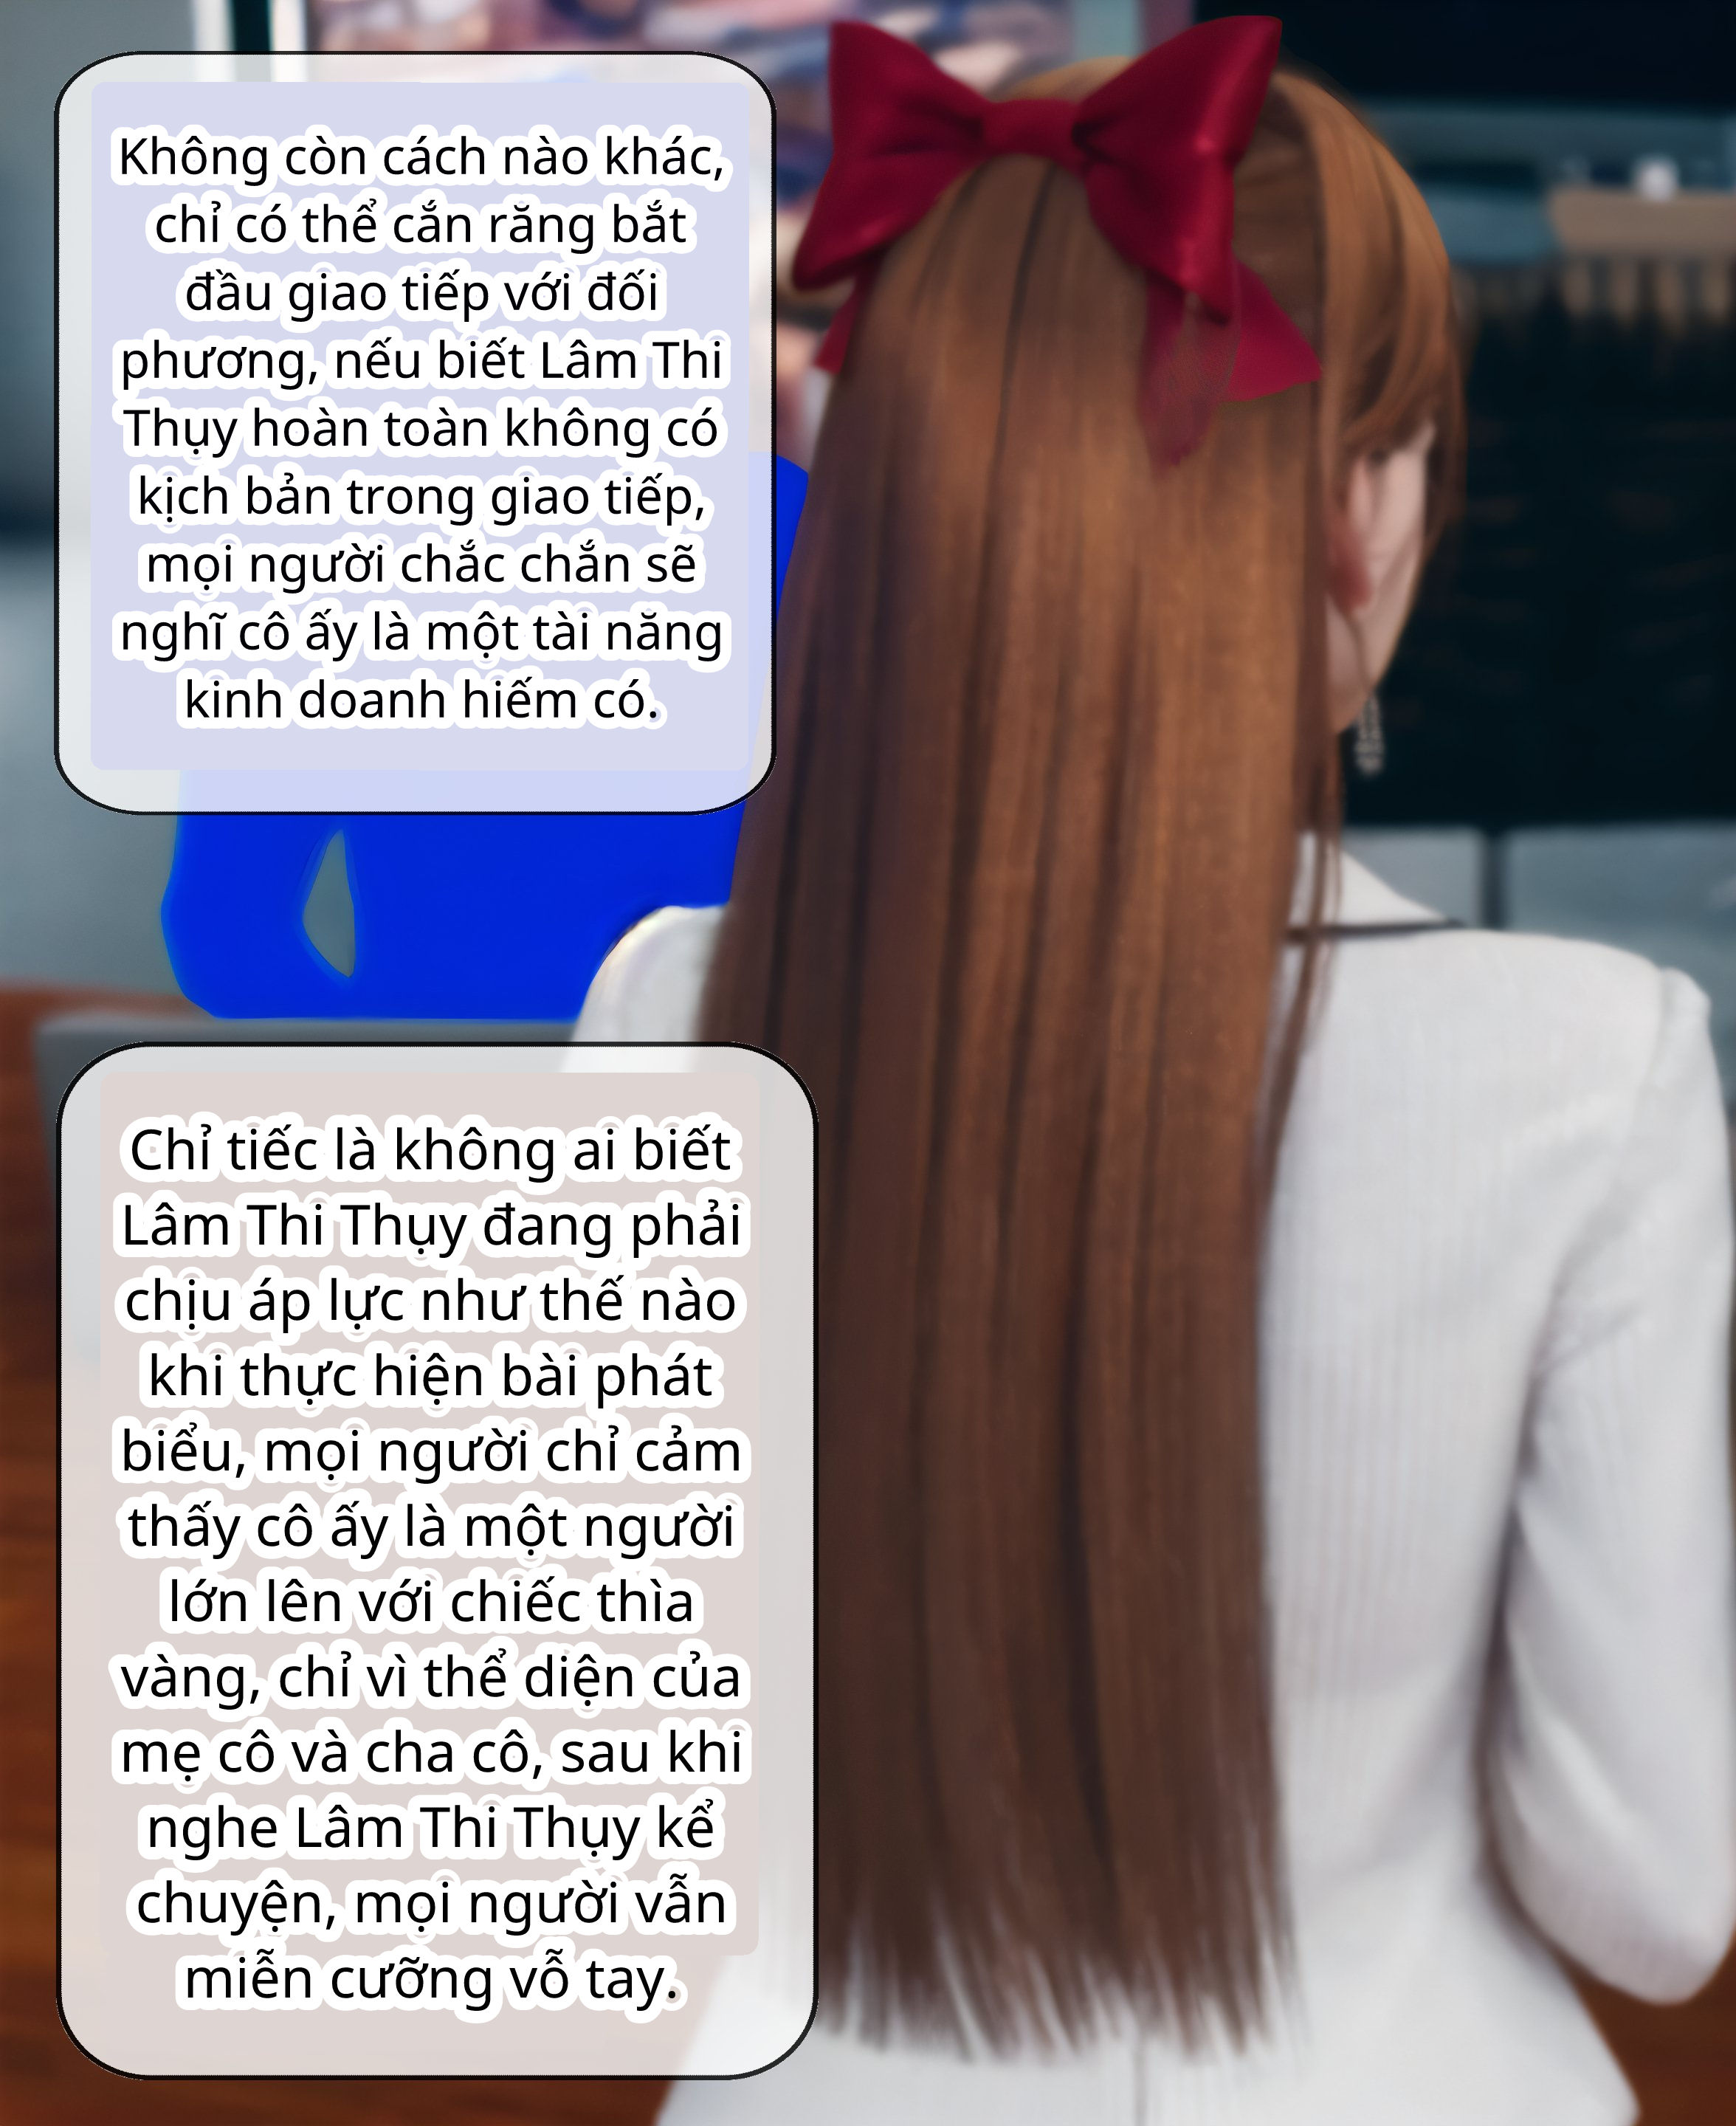 Không còn cách nào khác,
chỉ có thể cắn răng bắt
đầu giao tiếp với đối
phương, nếu biết Lâm Thi
Thụy hoàn toàn không có
kịch bản trong giao tiếp,
mọi người chắc chắn sẽ
nghĩ cô ấy là một tài năng
kinh doanh hiếm có.
Chỉ tiếc là không ai biết
Lâm Thi Thụy đang phải
chịu áp lực như thế nào
khi thực hiện bài phát
biểu, mọi người chỉ cảm
thấy cô ấy là một người
lớn lên với chiếc thìa
vàng, chỉ vì thể diện của
mẹ cô và cha cô, sau khi
nghe Lâm Thi Thụy kể
chuyện, mọi người vẫn
miễn cưỡng vỗ tay.